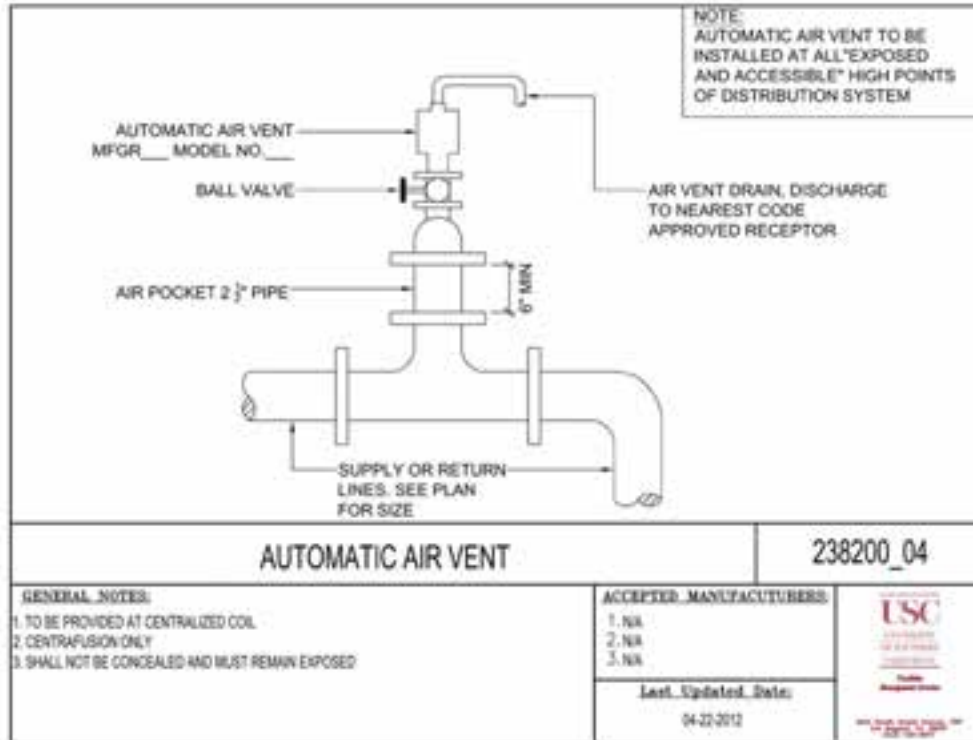 NOTE:
AUTOMATIC AIR VENT TO BE
INSTALLED AT ALL"EXPOSED
AND ACCESSIBLE" HIGH POINTS
OF DISTRIBUTION SYSTEM
AUTOMATIC AIR VENT
MFGR___ MODEL NO.___
BALL VALVE
AIR VENT DRAIN, DISCHARGE
TO NEAREST CODE
APPROVED RECEPTOR
AIR POCKET 2 ½" PIPE
6" MIN
SUPPLY OR RETURN
LINES. SEE PLAN
FOR SIZE
AUTOMATIC AIR VENT
238200_04
GENERAL NOTES:
1. TO BE PROVIDED AT CENTRALIZED COIL
2. CENTRAFUSION ONLY
3. SHALL NOT BE CONCEALED AND MUST REMAIN EXPOSED
ACCEPTED MANUFACUTURERS:
1. N/A
2. N/A
3. N/A
Last Updated Date:
04-22-2012
USC